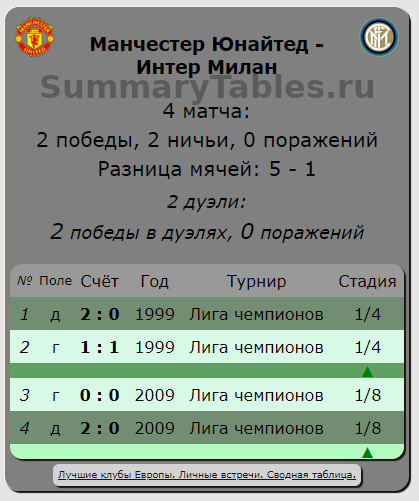 Манчестер Юнайтед -
Интер Милан
SummaryTables.ru
4 матча:
2 победы, 2 ничьи, 0 поражений
Разница мячей: 5 - 1
2 дуэли:
2 победы в дуэлях, 0 поражений
№ Поле Счёт Год Турнир Стадия
1 д 2 : 0 1999 Лига чемпионов 1/4
2 г 1 : 1 1999 Лига чемпионов 1/4
▲
3 г 0 : 0 2009 Лига чемпионов 1/8
4 д 2 : 0 2009 Лига чемпионов 1/8
▲
Лучшие клубы Европы. Личные встречи. Сводная таблица.